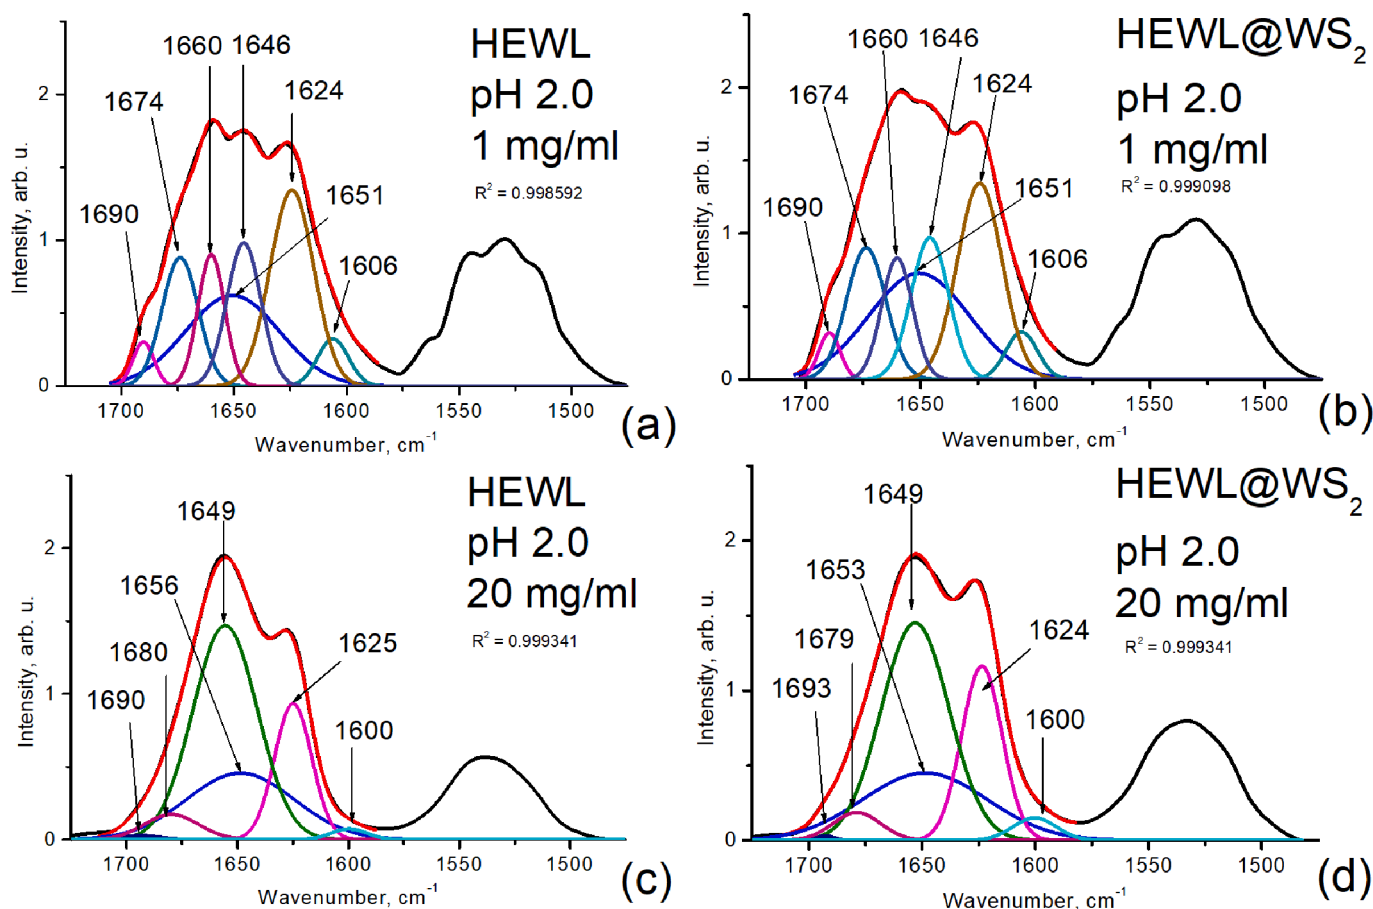 HEWL
pH 2.0
1 mg/ml
R² = 0.998592
1660 1646
1674
1624
1651
1690
1606
2
1
0
Intensity, arb. u.
1700 1650 1600 1550 1500
Wavenumber, cm⁻¹
(a)
HEWL@WS₂
pH 2.0
1 mg/ml
R² = 0.999098
1660 1646
1674
1624
1651
1690
1606
2
1
0
Intensity, arb. u.
1700 1650 1600 1550 1500
Wavenumber, cm⁻¹
(b)
HEWL
pH 2.0
20 mg/ml
R² = 0.999341
1649
1656
1680
1690
1625
1600
2
1
0
Intensity, arb. u.
1700 1650 1600 1550 1500
Wavenumber, cm⁻¹
(c)
HEWL@WS₂
pH 2.0
20 mg/ml
R² = 0.999341
1649
1653
1679
1693
1624
1600
2
1
0
Intensity, arb. u.
1700 1650 1600 1550 1500
Wavenumber, cm⁻¹
(d)